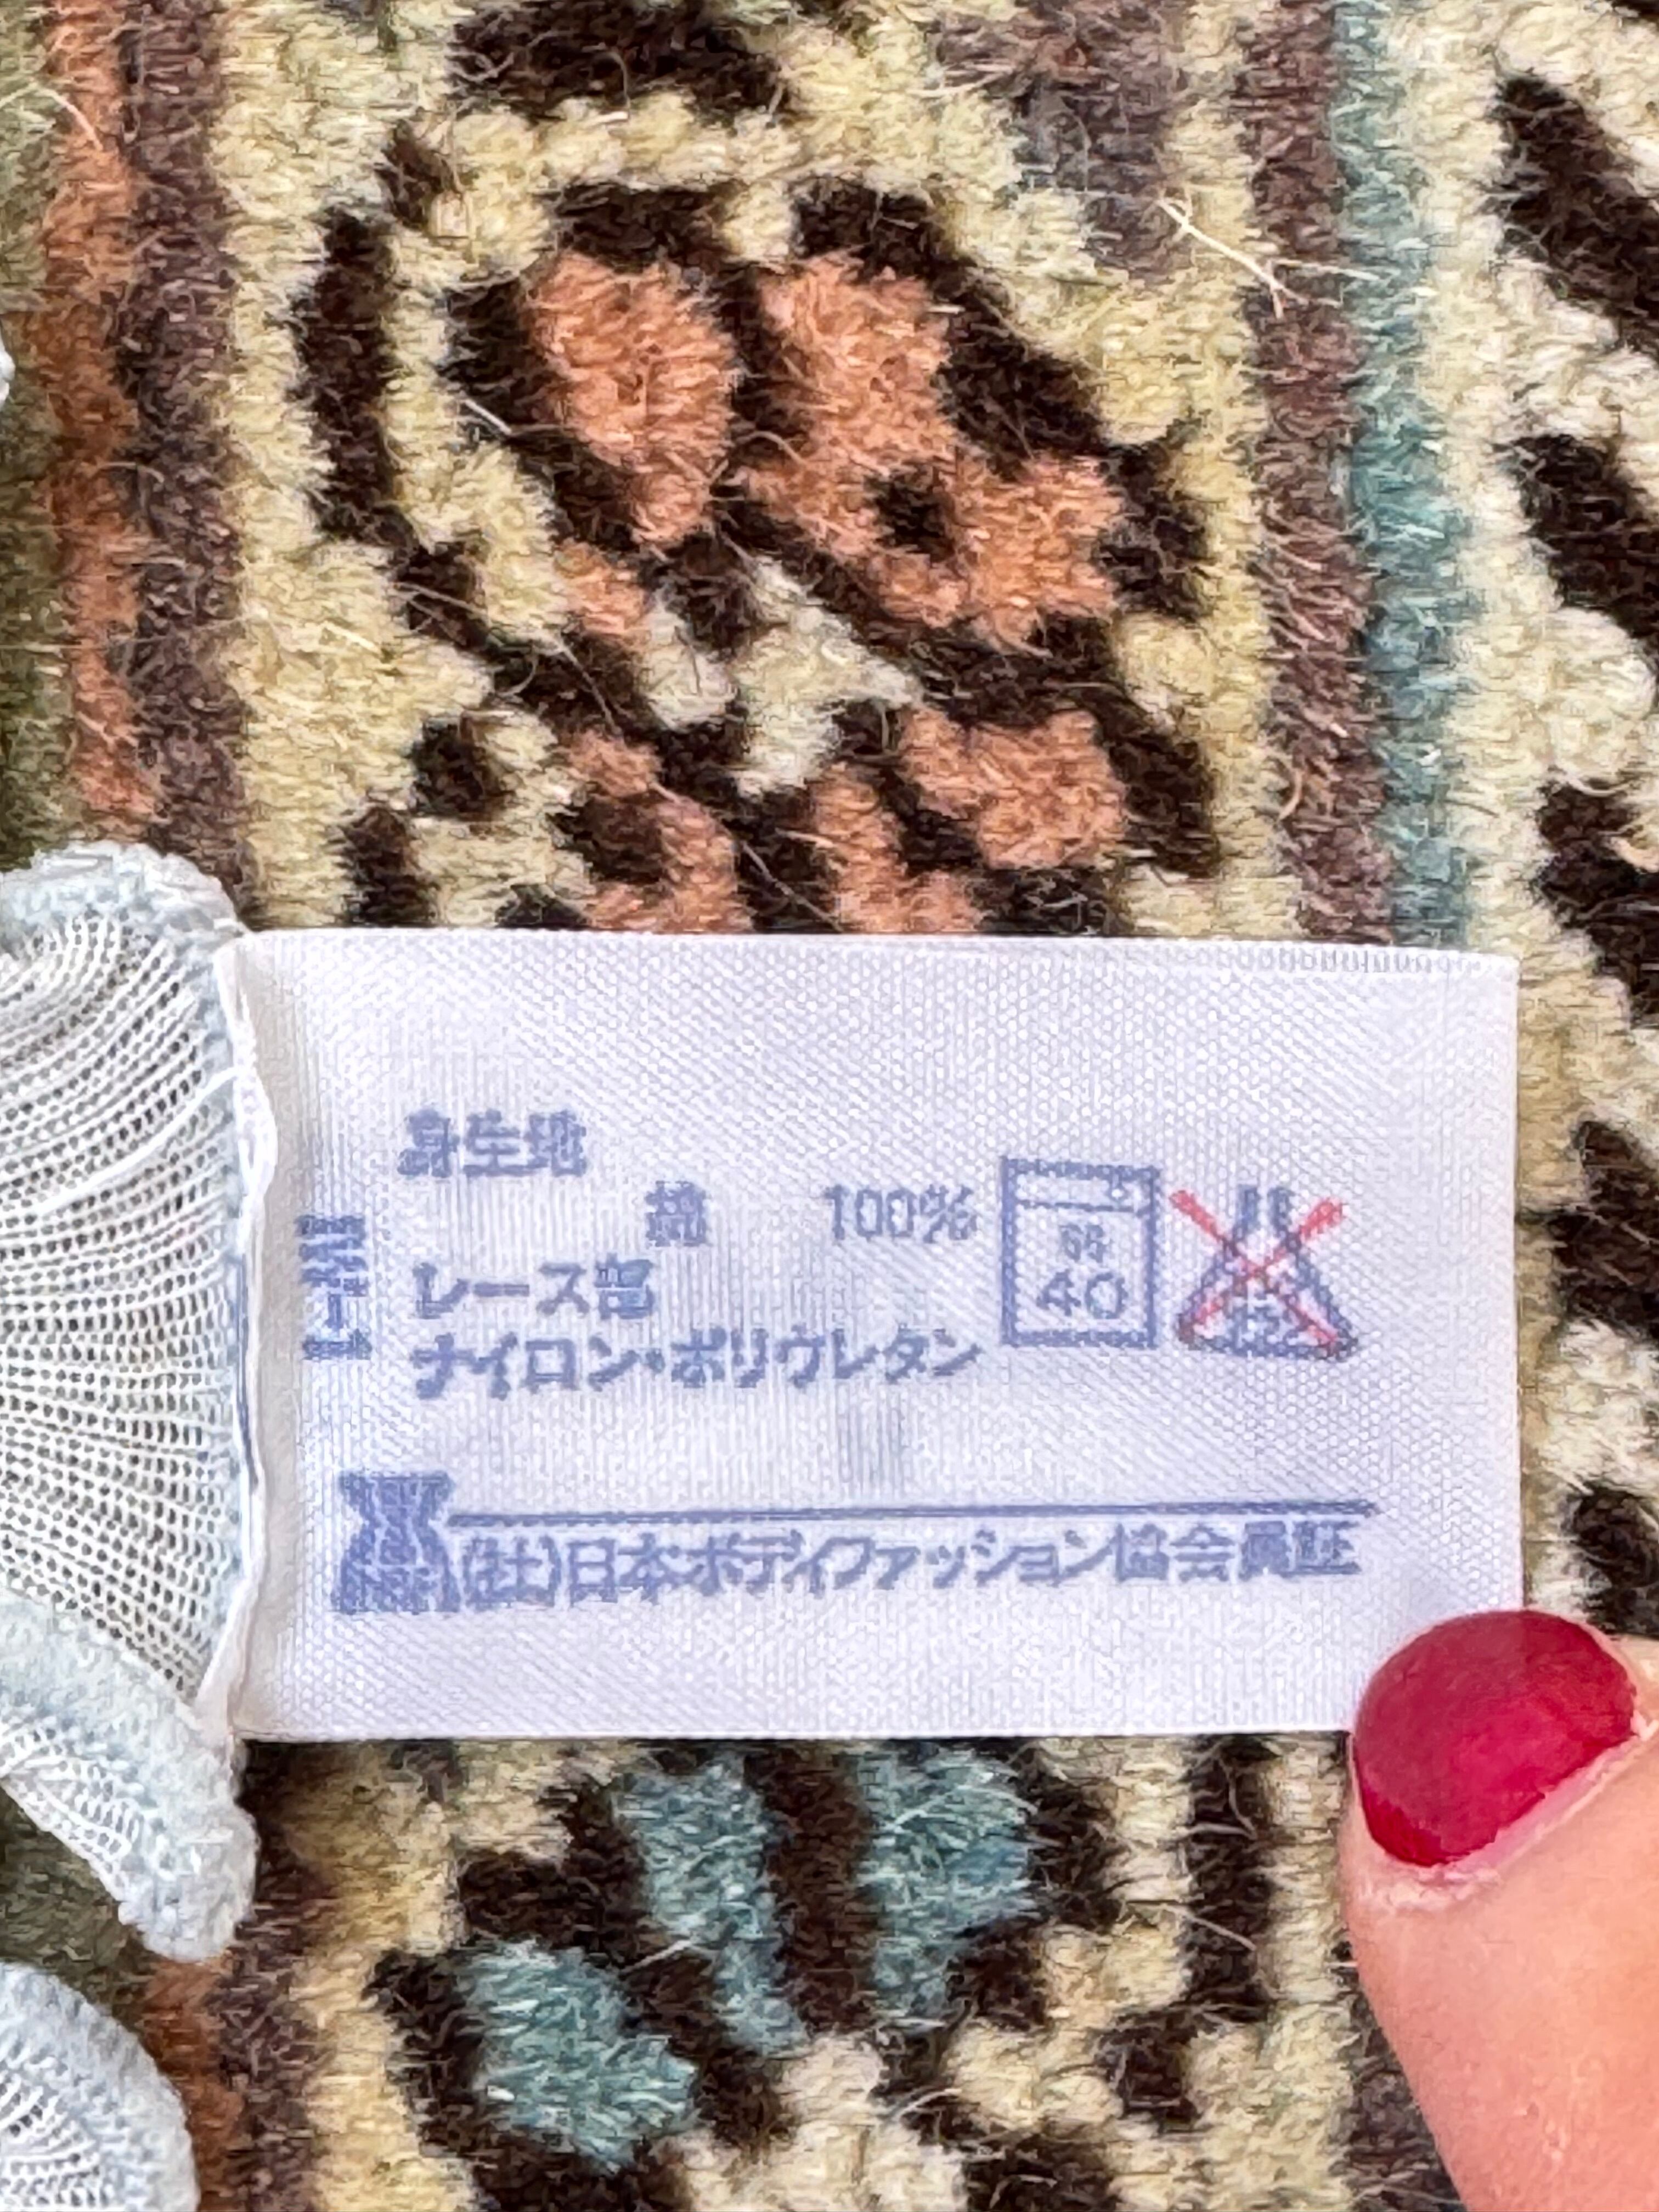 身生地
綿 100%
レース部
ナイロン・ポリウレタン
弱
40
(社)日本ボディファッション協会員証